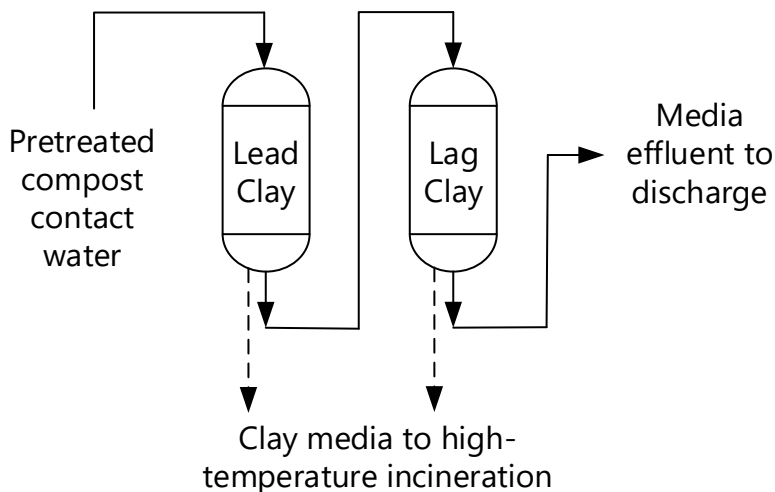 Pretreated
compost
contact
water
Lead
Clay
Lag
Clay
Media
effluent to
discharge
Clay media to high-
temperature incineration